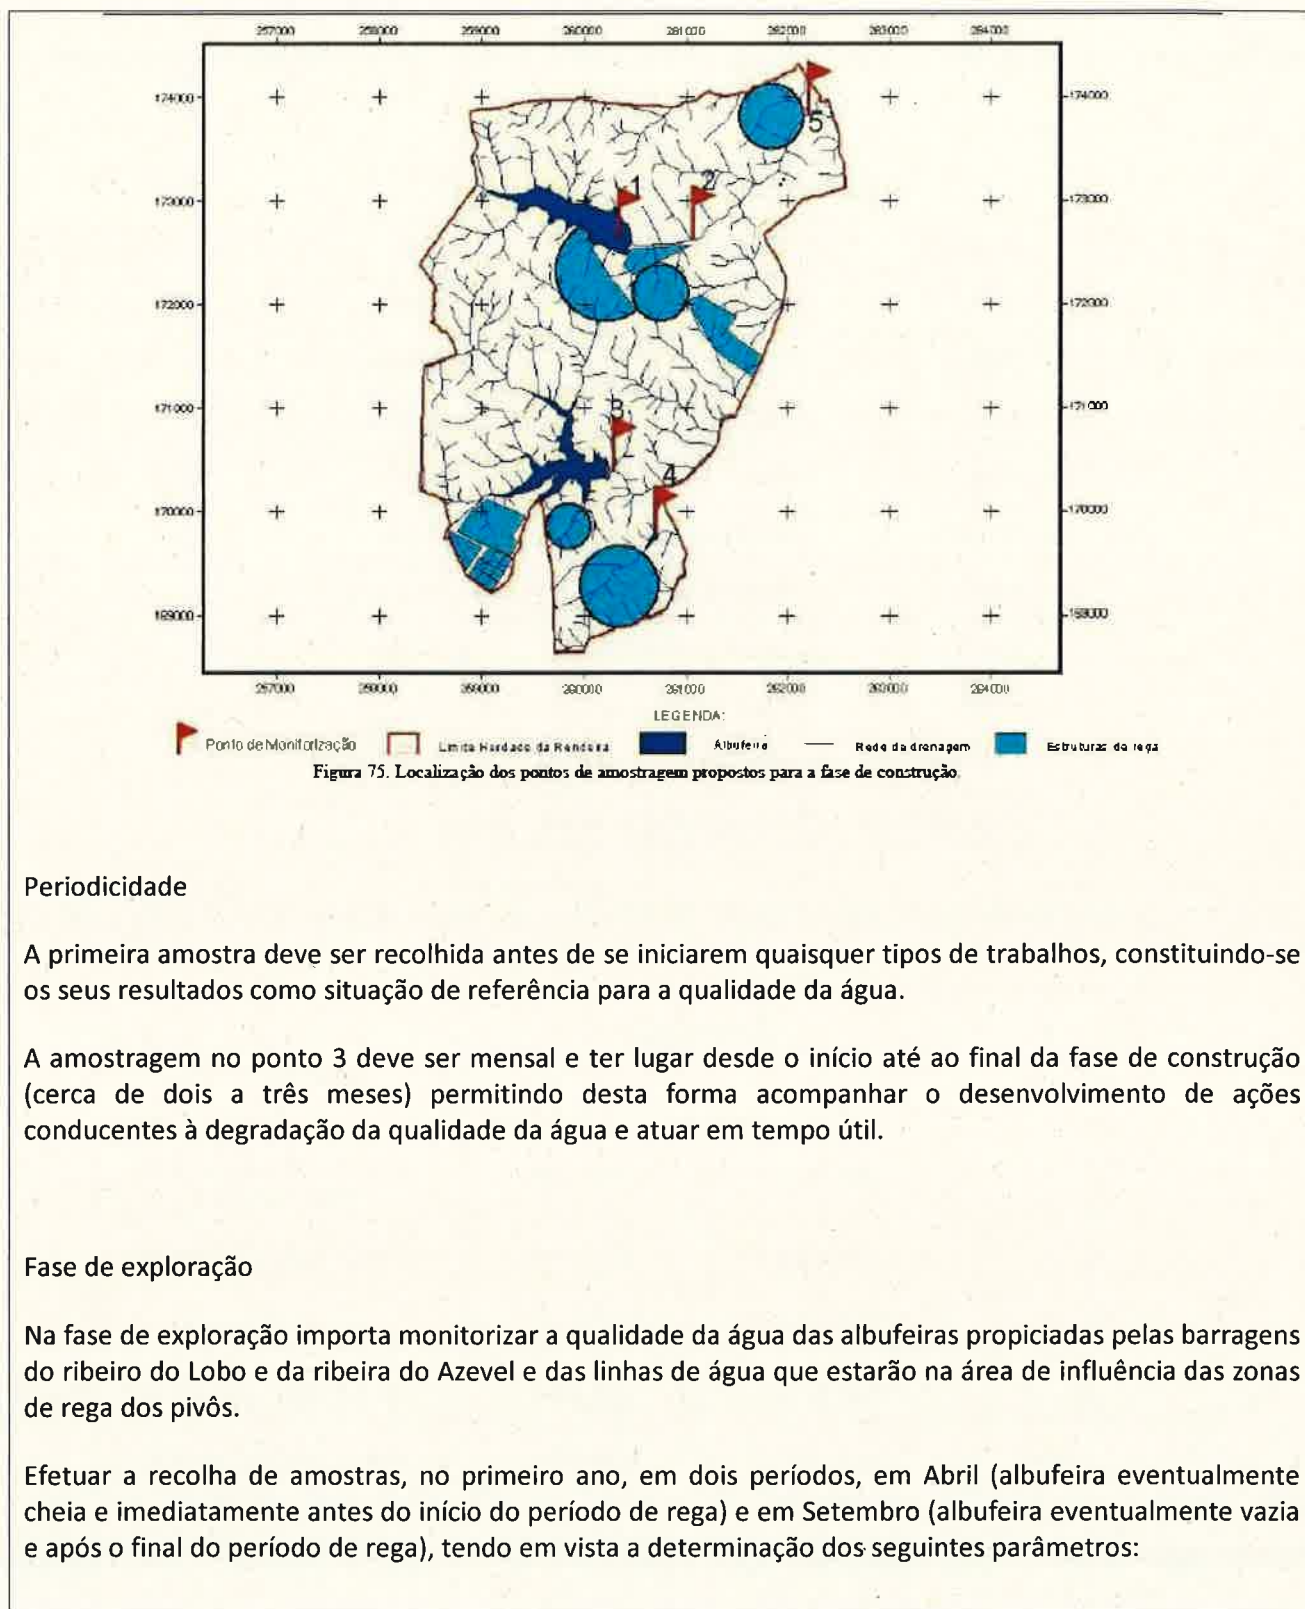 257000 258000 259000 260000 261000 262000 263000 264000
174000 174000
5
1 2
173000 173000
172000 172000
171000 171000
3
4
170000 170000
169000 169000
257000 258000 259000 260000 261000 262000 263000 264000
LEGENDA:
Ponto de Monitorização Limite Herdade da Rendeira Albufeira Rede de drenagem Estruturas de rega
Figura 75. Localização dos pontos de amostragem propostos para a fase de construção.
Periodicidade
A primeira amostra deve ser recolhida antes de se iniciarem quaisquer tipos de trabalhos, constituindo-se
os seus resultados como situação de referência para a qualidade da água.
A amostragem no ponto 3 deve ser mensal e ter lugar desde o início até ao final da fase de construção
(cerca de dois a três meses) permitindo desta forma acompanhar o desenvolvimento de ações
conducentes à degradação da qualidade da água e atuar em tempo útil.
Fase de exploração
Na fase de exploração importa monitorizar a qualidade da água das albufeiras propiciadas pelas barragens
do ribeiro do Lobo e da ribeira do Azevel e das linhas de água que estarão na área de influência das zonas
de rega dos pivôs.
Efetuar a recolha de amostras, no primeiro ano, em dois períodos, em Abril (albufeira eventualmente
cheia e imediatamente antes do início do período de rega) e em Setembro (albufeira eventualmente vazia
e após o final do período de rega), tendo em vista a determinação dos seguintes parâmetros: